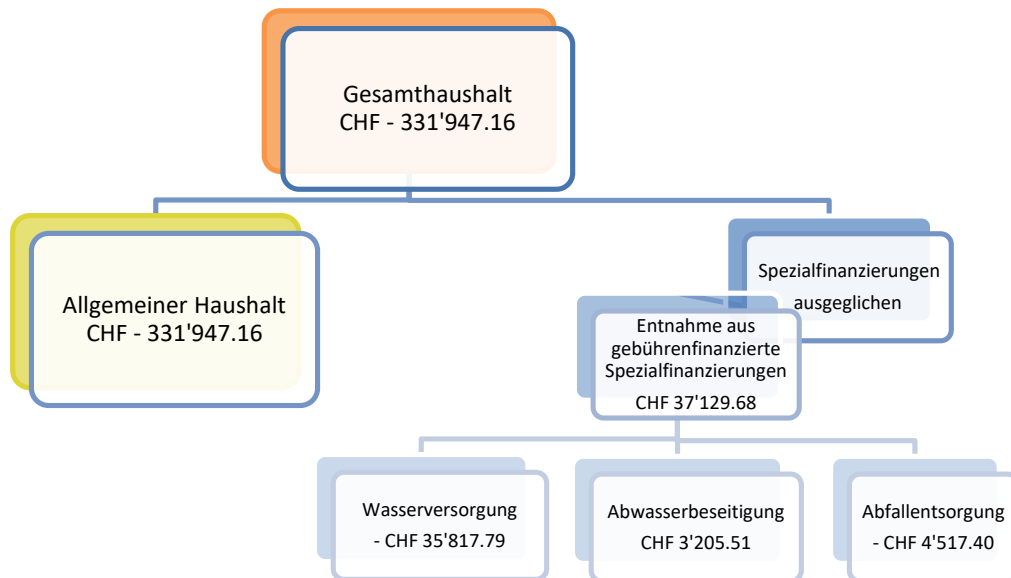 Gesamthaushalt
CHF - 331'947.16
Allgemeiner Haushalt
CHF - 331'947.16
Spezialfinanzierungen
ausgeglichen
Entnahme aus
gebührenfinanzierte
Spezialfinanzierungen
CHF 37'129.68
Wasserversorgung
- CHF 35'817.79
Abwasserbeseitigung
CHF 3'205.51
Abfallentsorgung
- CHF 4'517.40